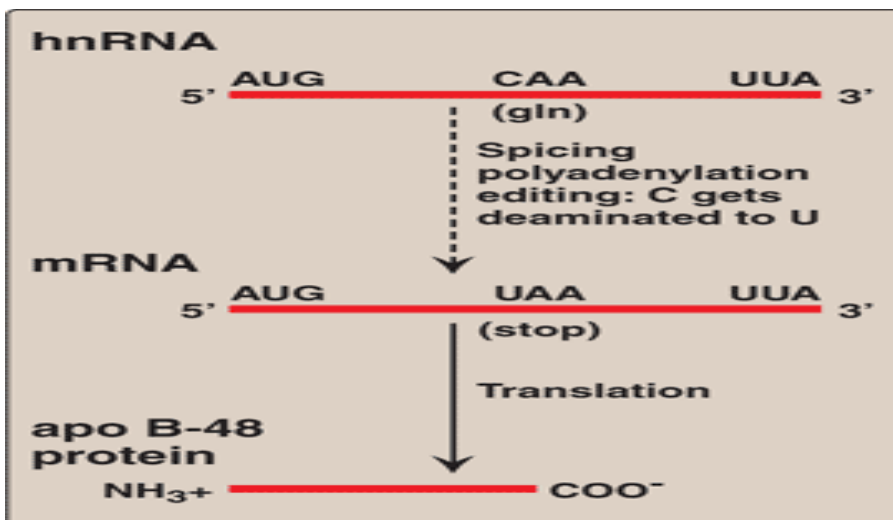 hnRNA
AUG CAA UUA
5’ 3’
(gln)
Spicing
polyadenylation
editing: C gets
deaminated to U
mRNA
AUG UAA UUA
5’ 3’
(stop)
Translation
apo B-48
protein
NH₃+ COO⁻